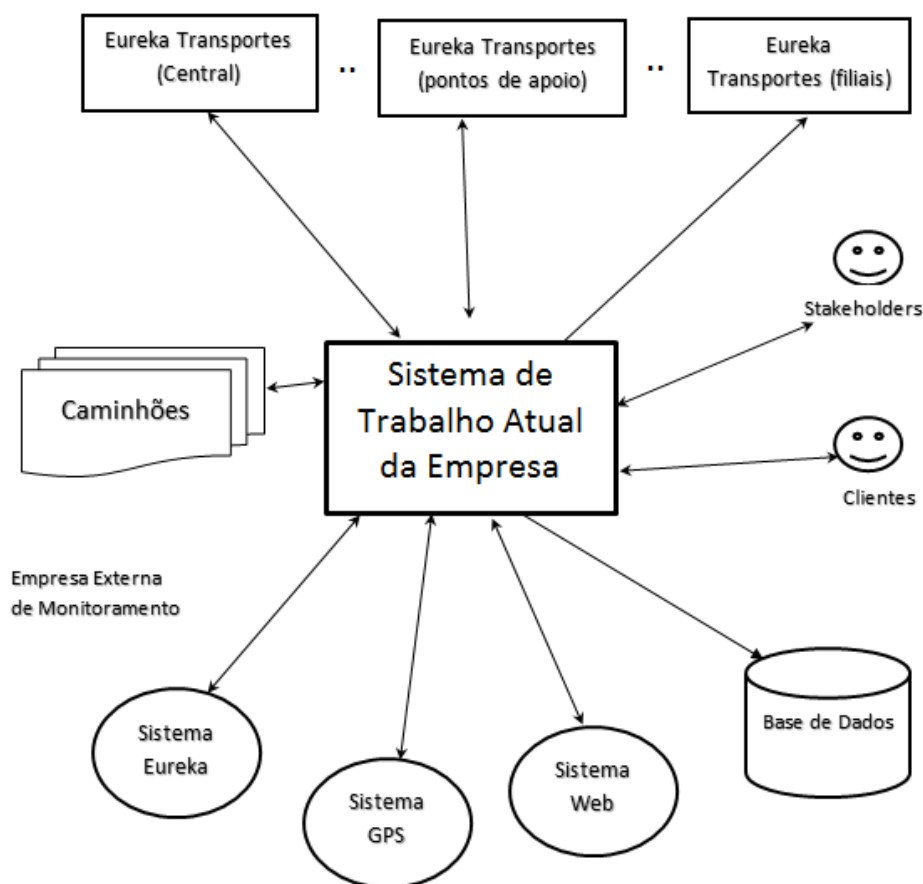 Eureka Transportes
(Central)
..
Eureka Transportes
(pontos de apoio)
..
Eureka
Transportes (filiais)
Stakeholders
Caminhões
Sistema de
Trabalho Atual
da Empresa
Clientes
Empresa Externa
de Monitoramento
Sistema
Eureka
Sistema
GPS
Sistema
Web
Base de Dados